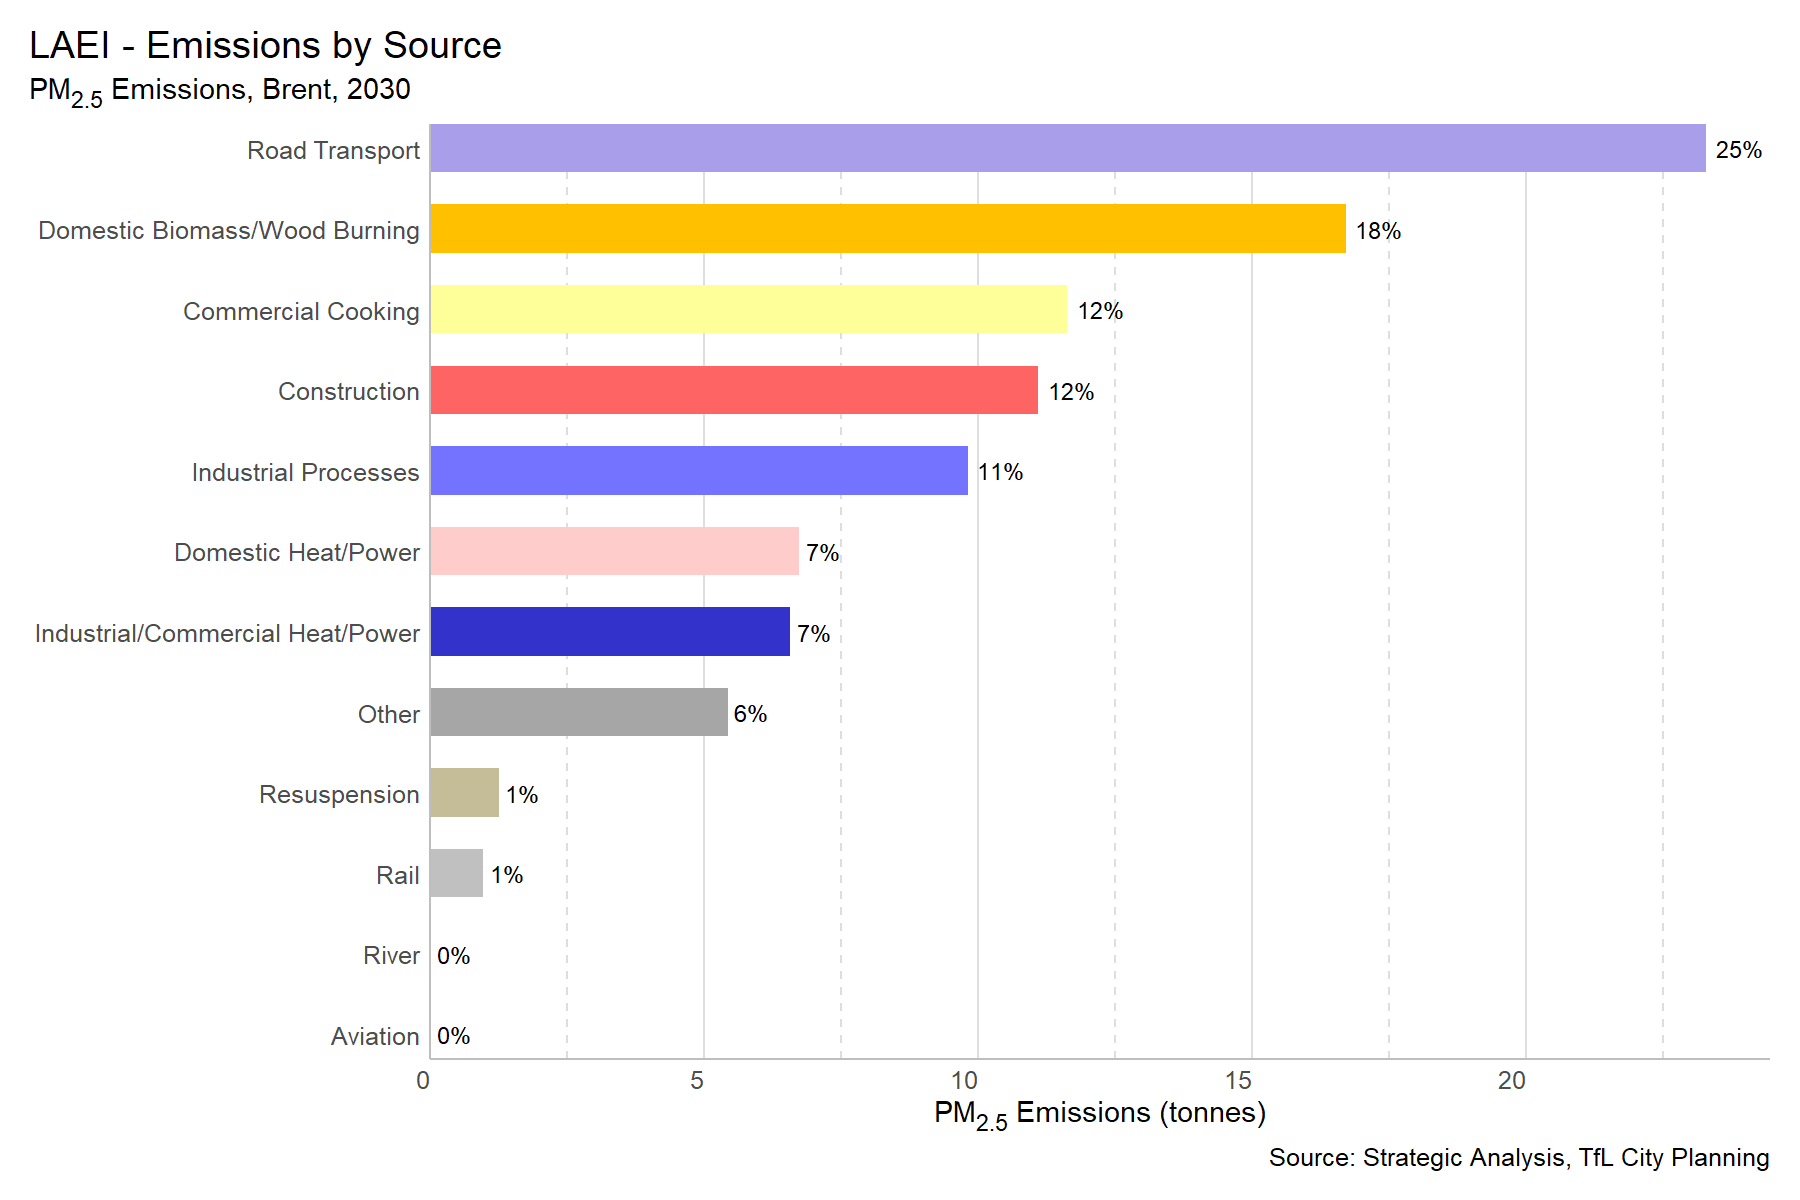 LAEI - Emissions by Source
PM2.5 Emissions, Brent, 2030
Road Transport 25%
Domestic Biomass/Wood Burning 18%
Commercial Cooking 12%
Construction 12%
Industrial Processes 11%
Domestic Heat/Power 7%
Industrial/Commercial Heat/Power 7%
Other 6%
Resuspension 1%
Rail 1%
River 0%
Aviation 0%
0 5 10 15 20
PM2.5 Emissions (tonnes)
Source: Strategic Analysis, TfL City Planning